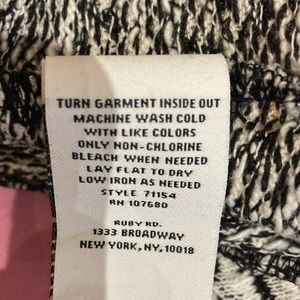 TURN GARMENT INSIDE OUT
MACHINE WASH COLD
WITH LIKE COLORS
ONLY NON-CHLORINE
BLEACH WHEN NEEDED
LAY FLAT TO DRY
LOW IRON AS NEEDED
STYLE 71154
RN 107680
RUBY RD.
1333 BROADWAY
NEW YORK, NY, 10018